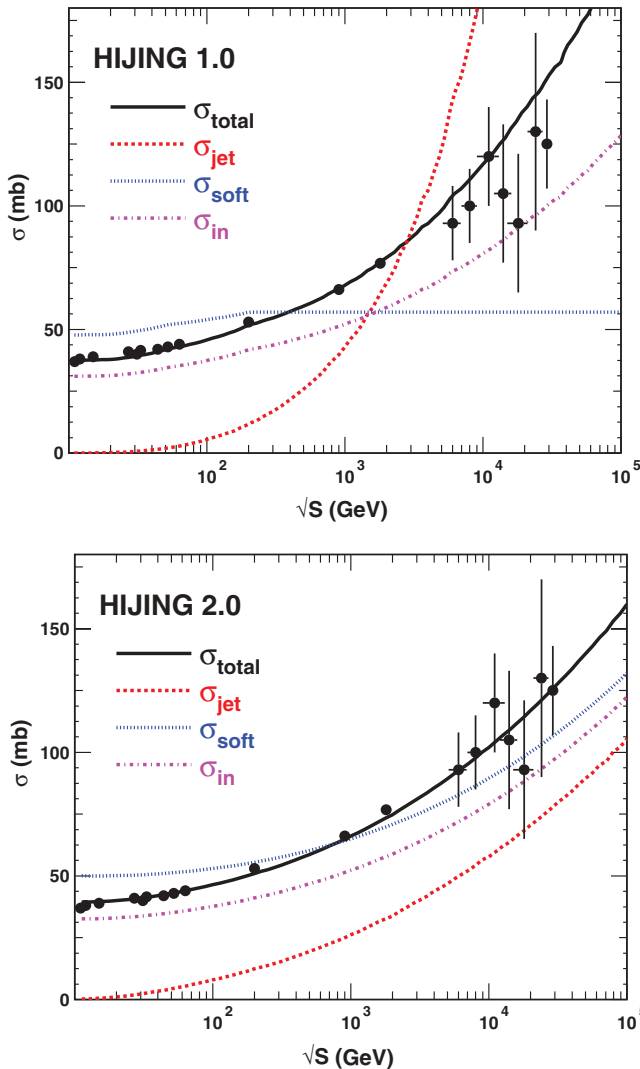 HIJING 1.0
σtotal
σjet
σsoft
σin
σ (mb)
150
100
50
0
10² 10³ 10⁴ 10⁵
√S (GeV)
HIJING 2.0
σtotal
σjet
σsoft
σin
σ (mb)
150
100
50
0
10² 10³ 10⁴ 10⁵
√S (GeV)